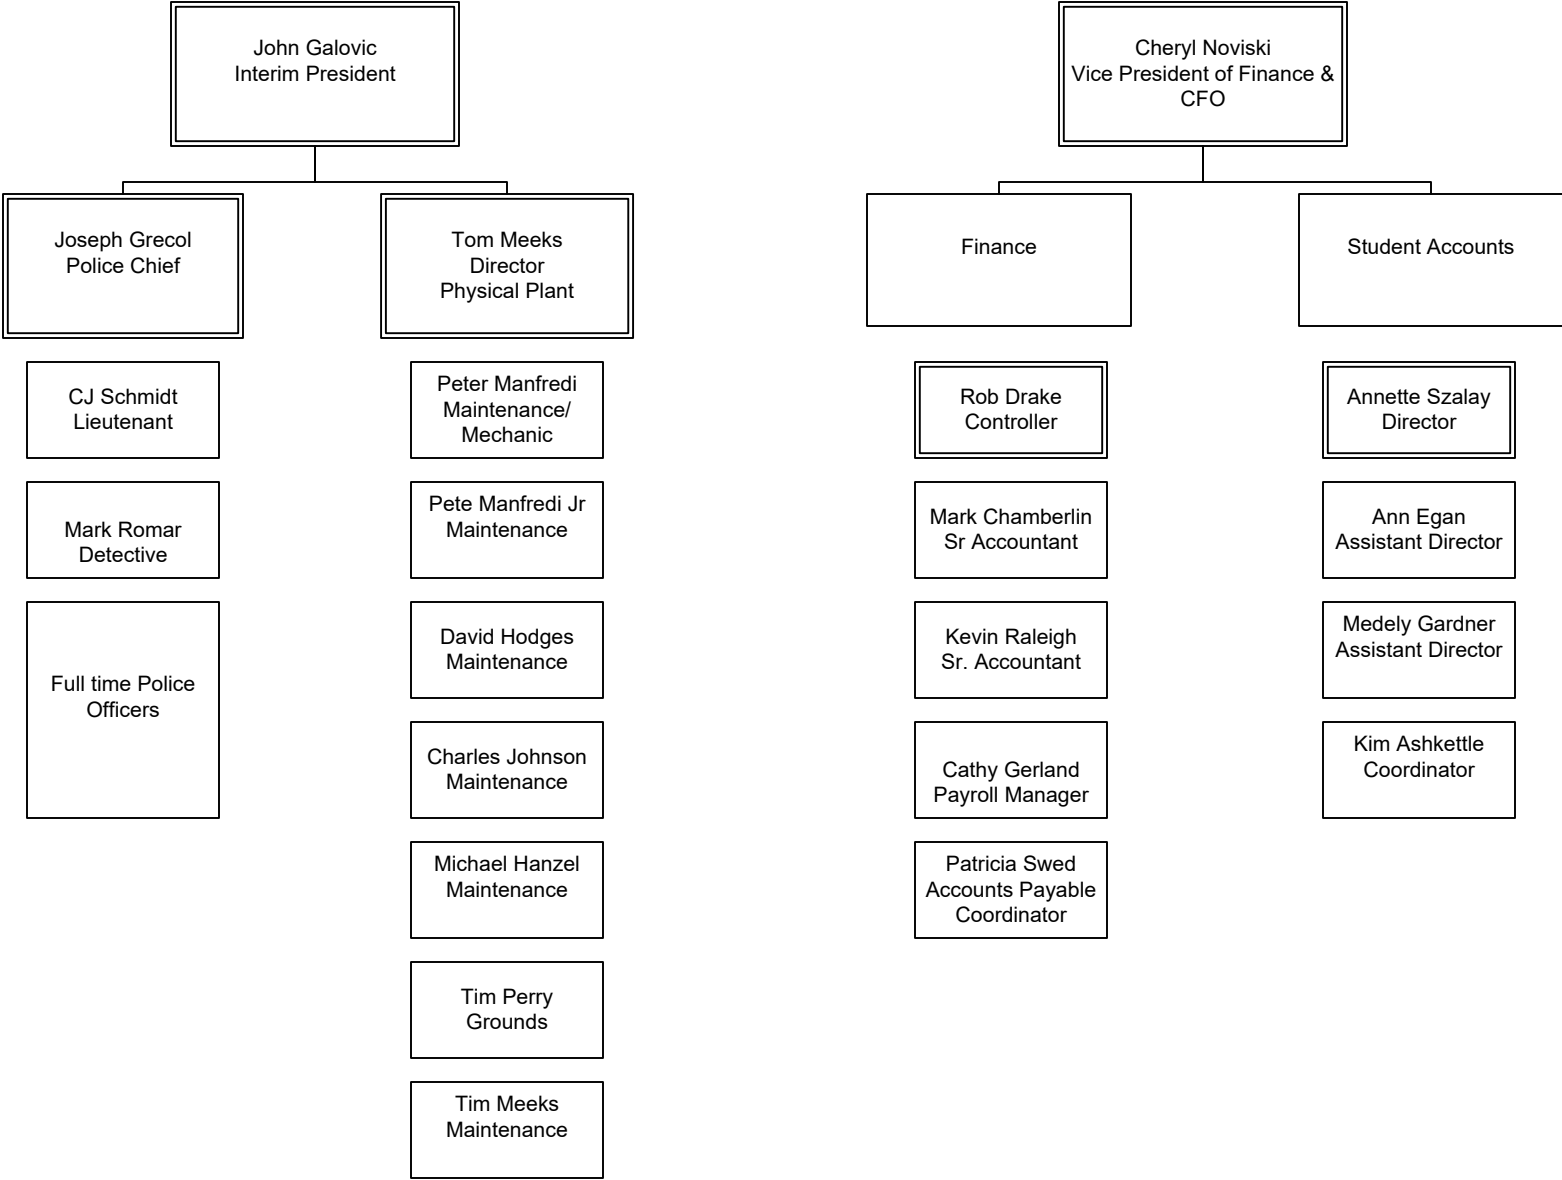 John Galovic
Interim President
Cheryl Noviski
Vice President of Finance &
CFO
Joseph Grecol
Police Chief
Tom Meeks
Director
Physical Plant
Finance
Student Accounts
CJ Schmidt
Lieutenant
Peter Manfredi
Maintenance/
Mechanic
Rob Drake
Controller
Annette Szalay
Director
Mark Romar
Detective
Pete Manfredi Jr
Maintenance
Mark Chamberlin
Sr Accountant
Ann Egan
Assistant Director
Full time Police
Officers
David Hodges
Maintenance
Kevin Raleigh
Sr. Accountant
Medely Gardner
Assistant Director
Charles Johnson
Maintenance
Cathy Gerland
Payroll Manager
Kim Ashkettle
Coordinator
Michael Hanzel
Maintenance
Patricia Swed
Accounts Payable
Coordinator
Tim Perry
Grounds
Tim Meeks
Maintenance